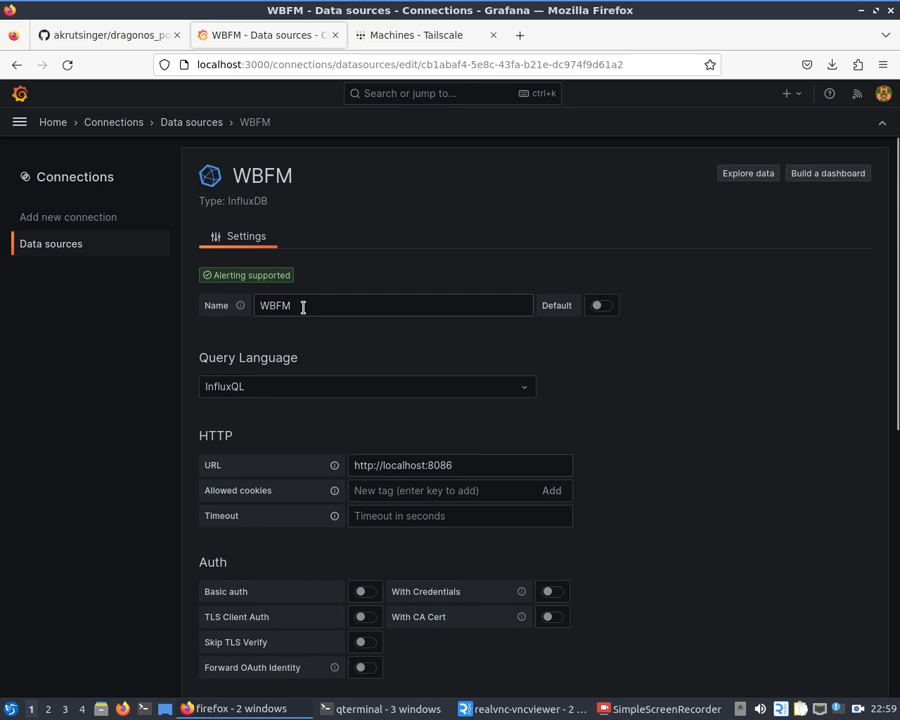 WBFM - Data sources - Connections - Grafana — Mozilla Firefox
akrutsinger/dragonos_po
WBFM - Data sources - C
Machines - Tailscale
localhost:3000/connections/datasources/edit/cb1abaf4-5e8c-43fa-b21e-dc974f9d61a2
Search or jump to...
ctrl+k
Home
Connections
Data sources
WBFM
Connections
Add new connection
Data sources
WBFM
Type: InfluxDB
Explore data
Build a dashboard
Settings
Alerting supported
Name
WBFM
Default
Query Language
InfluxQL
HTTP
URL
http://localhost:8086
Allowed cookies
New tag (enter key to add)
Add
Timeout
Timeout in seconds
Auth
Basic auth
With Credentials
TLS Client Auth
With CA Cert
Skip TLS Verify
Forward OAuth Identity
1
2
3
4
firefox - 2 windows
qterminal - 3 windows
realvnc-vncviewer - 2 ...
SimpleScreenRecorder
22:59